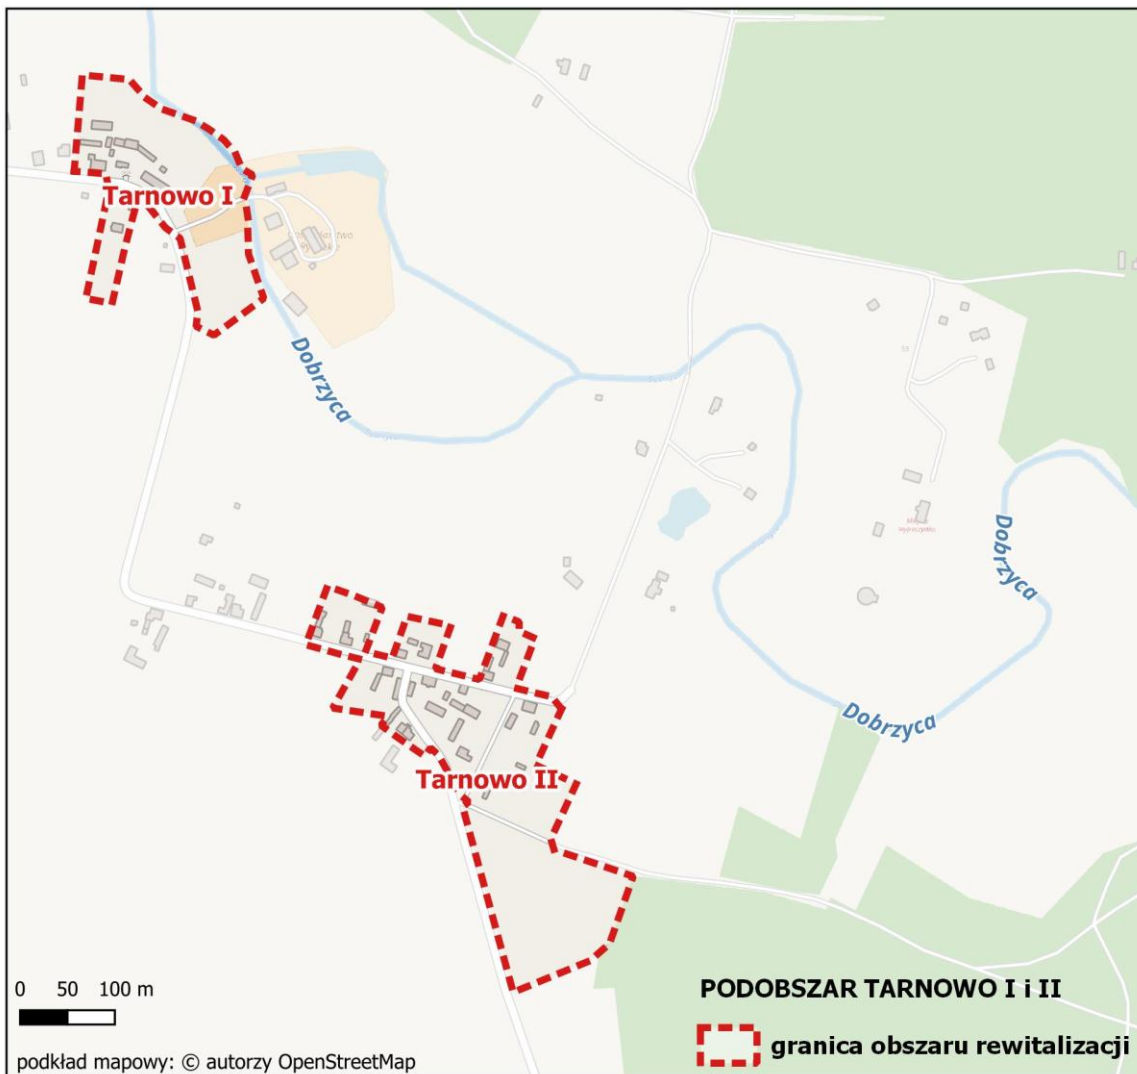 Tarnowo I
Dobrzyca
Dobrzyca
Dobrzyca
Tarnowo II
0 50 100 m
PODOBSZAR TARNOWO I i II
granica obszaru rewitalizacji
podkład mapowy: © autorzy OpenStreetMap